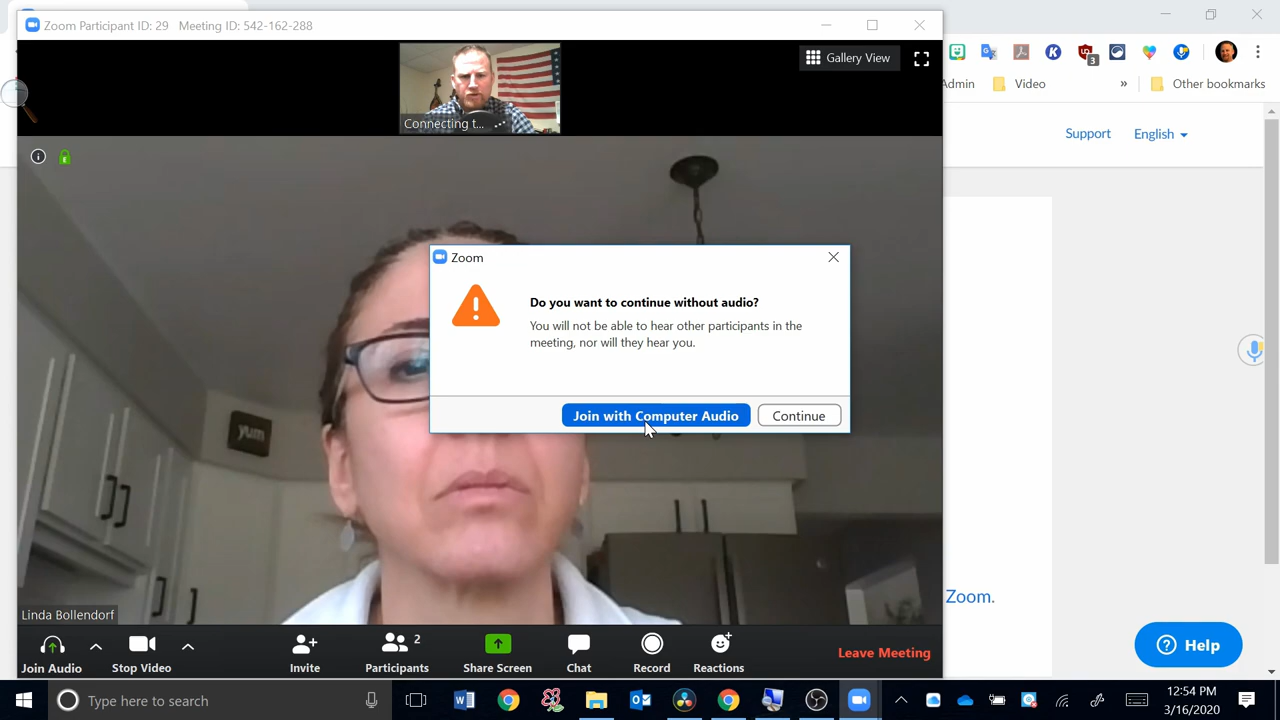 Zoom Participant ID: 29 Meeting ID: 542-162-288
Gallery View
Connecting t...
3
Admin
Video
»
Other bookmarks
Support
English
yum
Zoom
Do you want to continue without audio?
You will not be able to hear other participants in the
meeting, nor will they hear you.
Join with Computer Audio
Continue
Zoom.
Linda Bollendorf
2
Join Audio
Stop Video
Invite
Participants
Share Screen
Chat
Record
Reactions
Leave Meeting
Help
Type here to search
12:54 PM
3/16/2020